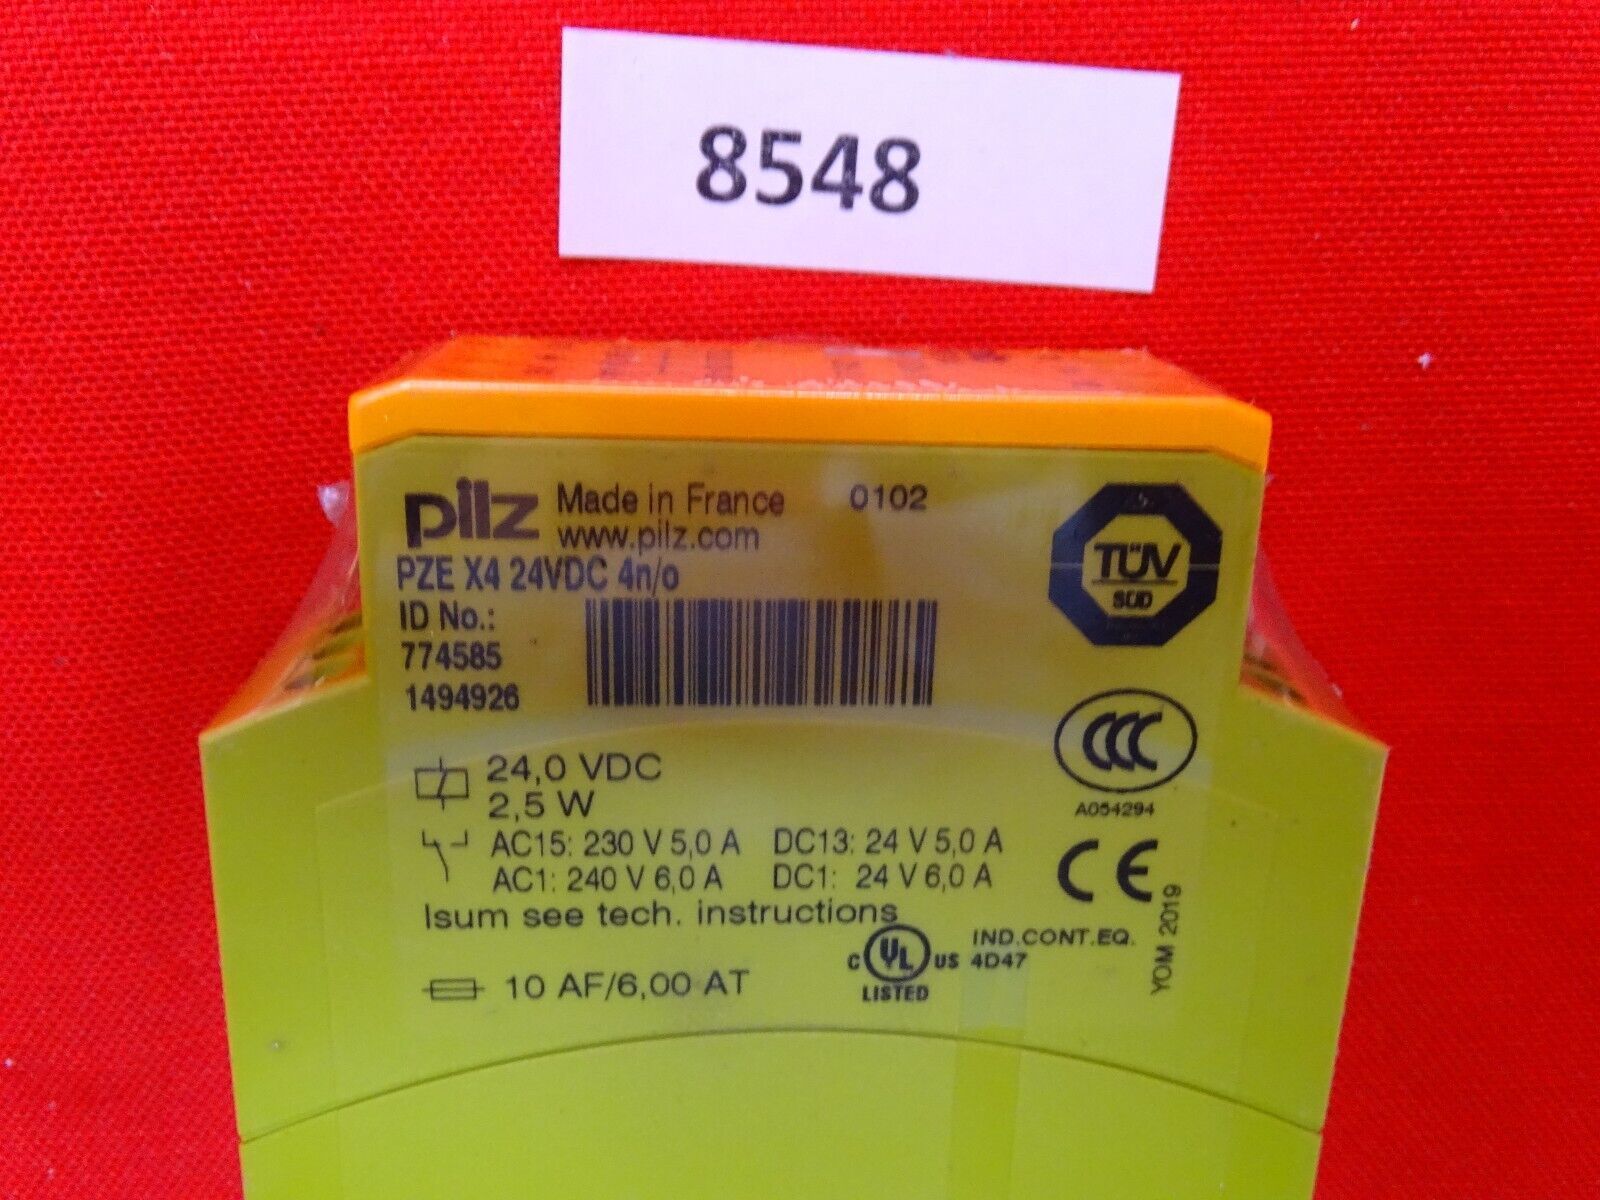 8548
pilz Made in France 0102
www.pilz.com
PZE X4 24VDC 4n/o
ID No.:
774585
1494926
TÜV
SÜD
CCC
A054294
24,0 VDC
2,5 W
AC15: 230 V 5,0 A DC13: 24 V 5,0 A
AC1: 240 V 6,0 A DC1: 24 V 6,0 A
CE
Isum see tech. instructions
YOM 2019
C UL US IND.CONT.EQ.
4D47
LISTED
10 AF/6,00 AT